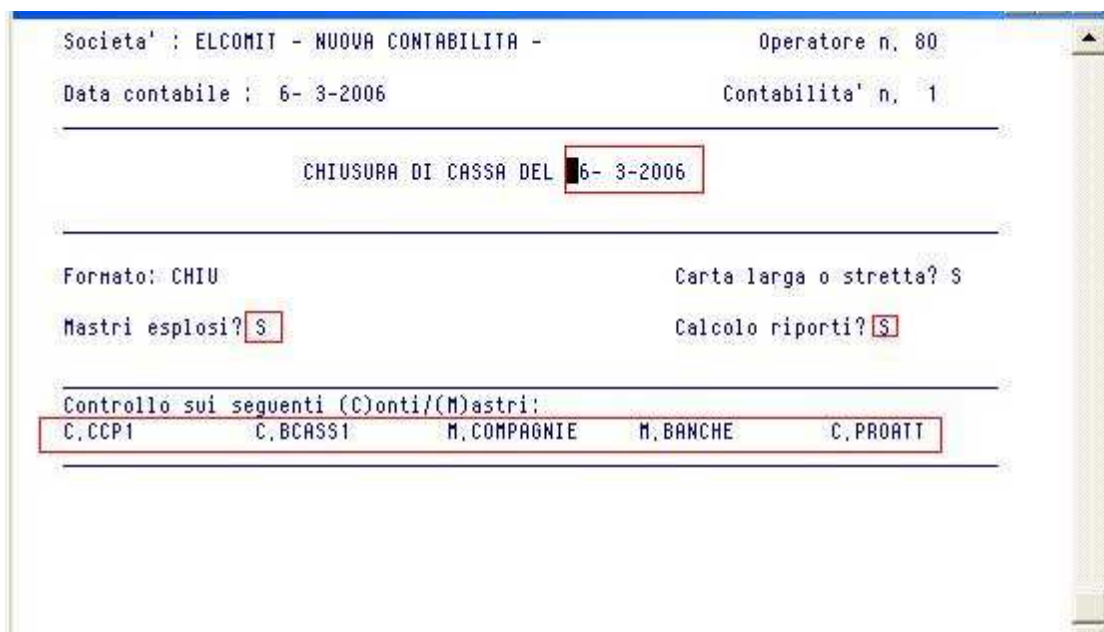 Societa' : ELCOMIT - NUOVA CONTABILITA - Operatore n. 80
Data contabile : 6- 3-2006 Contabilita' n. 1
CHIUSURA DI CASSA DEL 6- 3-2006
Formato: CHIU Carta larga o stretta? S
Mastri esplosi? S Calcolo riporti? S
Controllo sui seguenti (C)onti/(M)astri:
C.CCP1 C.BCASS1 M.COMPAGNIE M.BANCHE C.PROATT